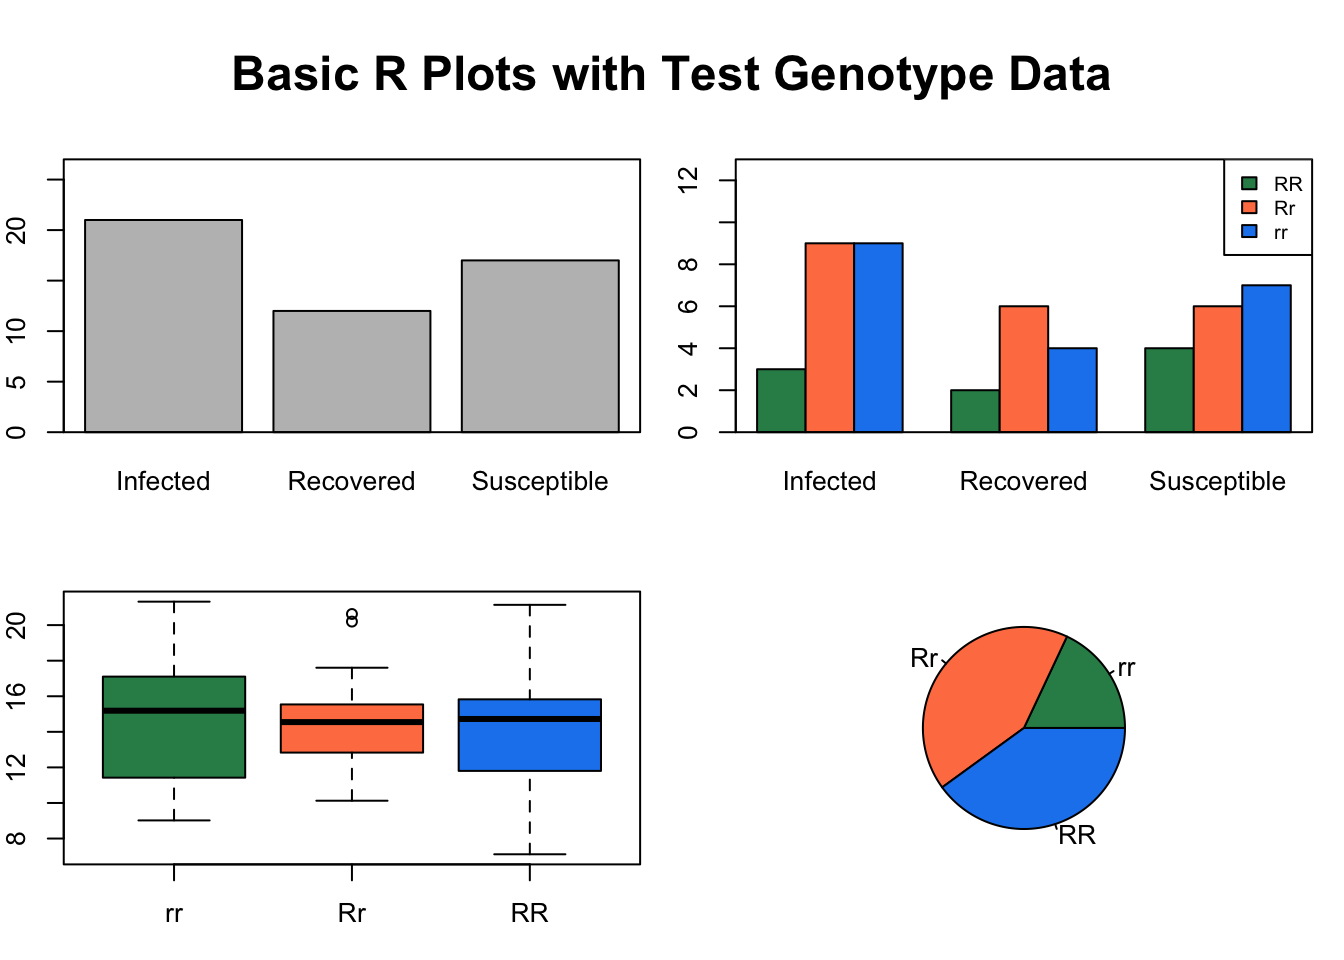 Basic R Plots with Test Genotype Data
20
10
5
0
Infected
Recovered
Susceptible
12
8
6
4
2
0
RR
Rr
rr
Infected
Recovered
Susceptible
20
16
12
8
rr
Rr
RR
Rr
rr
RR